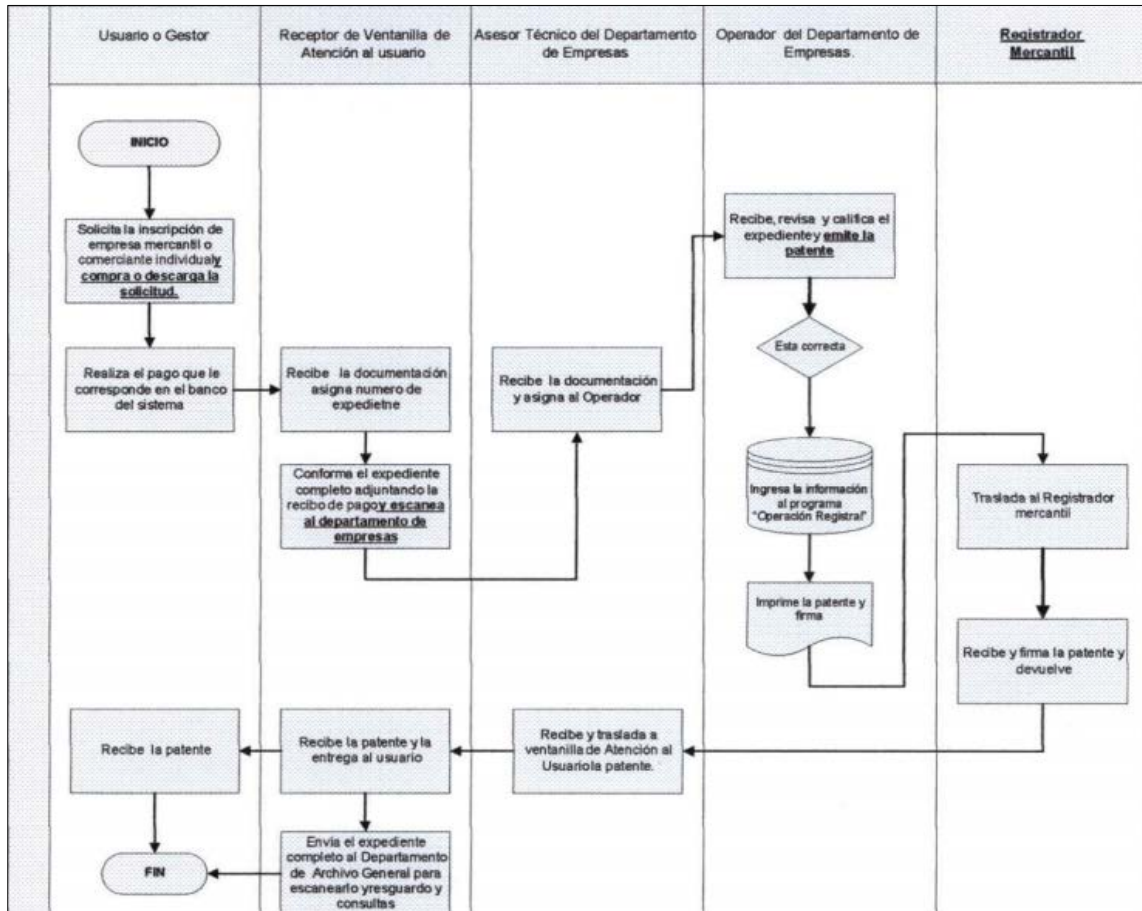 Usuario o Gestor
Receptor de Ventanilla de
Atención al usuario
Asesor Técnico del Departamento
de Empresas
Operador del Departamento de
Empresas.
Registrador
Mercantil
INICIO
Solicita la inscripción de
empresa mercantil o
comerciante individualy
compra o descarga la
solicitud.
Realiza el pago que le
corresponde en el banco
del sistema
Recibe la documentación
asigna numero de
expedietne
Conforma el expediente
completo adjuntando la
recibo de pagoy escanea
al departamento de
empresas
Recibe la documentación
y asigna al Operador
Recibe, revisa y califica el
expedientey emite la
patente
Esta correcta
Ingresa la información
al programa
"Operación Registral"
Imprime la patente y
firma
Traslada al Registrador
mercantil
Recibe y firma la patente y
devuelve
Recibe y traslada a
ventanilla de Atención al
Usuariola patente.
Recibe la patente y la
entrega al usuario
Recibe la patente
Envía el expediente
completo al Departamento
de Archivo General para
escanearlo yresguardo y
consultas
FIN